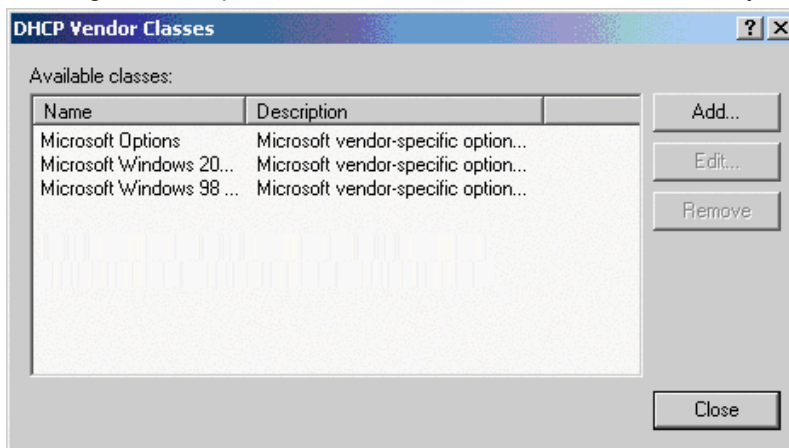 DHCP Vendor Classes
Available classes:
Name Description
Add...
Microsoft Options Microsoft vendor-specific option...
Microsoft Windows 20... Microsoft vendor-specific option...
Edit...
Microsoft Windows 98 ... Microsoft vendor-specific option...
Remove
Close